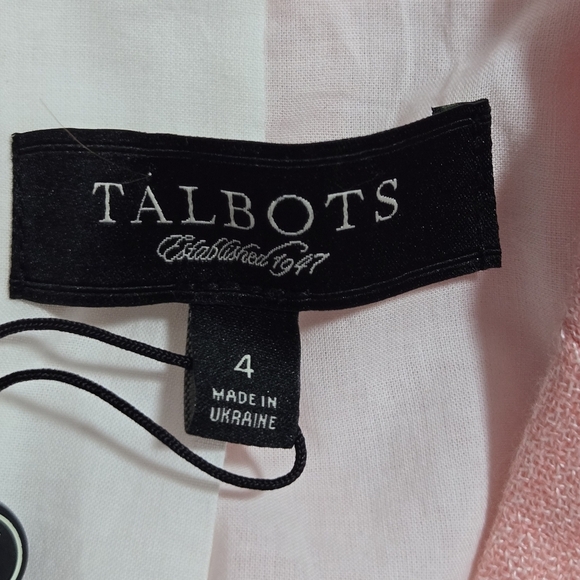 TALBOTS
Established 1947
4
MADE IN
UKRAINE